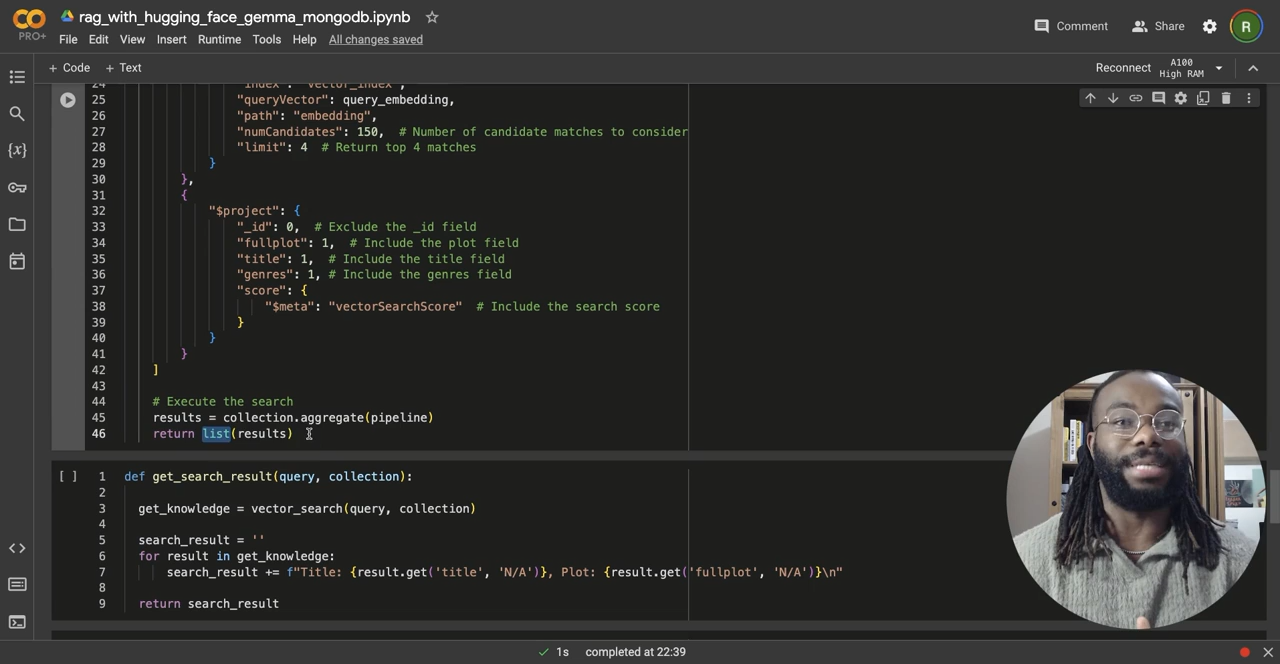 rag_with_hugging_face_gemma_mongodb.ipynb
PRO+
File Edit View Insert Runtime Tools Help All changes saved
Comment
Share
R
+ Code + Text
Reconnect
A100
High RAM
24 "index": "vector_index",
25 "queryVector": query_embedding,
26 "path": "embedding",
27 "numCandidates": 150,  # Number of candidate matches to consider
28 "limit": 4  # Return top 4 matches
29 }
30 },
31 {
32 "$project": {
33 "_id": 0,  # Exclude the _id field
34 "fullplot": 1,  # Include the plot field
35 "title": 1,  # Include the title field
36 "genres": 1, # Include the genres field
37 "score": {
38 "$meta": "vectorSearchScore"  # Include the search score
39 }
40 }
41 }
42 ]
43
44 # Execute the search
45 results = collection.aggregate(pipeline)
46 return list(results)
[ ] 1 def get_search_result(query, collection):
2
3 get_knowledge = vector_search(query, collection)
4
5 search_result = ''
6 for result in get_knowledge:
7 search_result += f"Title: {result.get('title', 'N/A')}, Plot: {result.get('fullplot', 'N/A')}\n"
8
9 return search_result
1s completed at 22:39